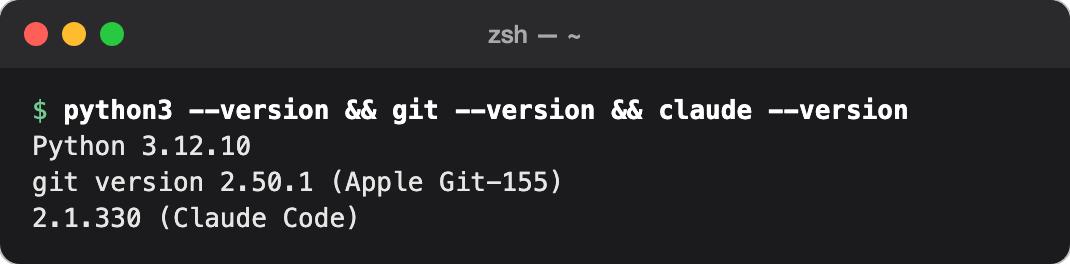 zsh — ~
$ python3 --version && git --version && claude --version
Python 3.12.10
git version 2.50.1 (Apple Git-155)
2.1.330 (Claude Code)